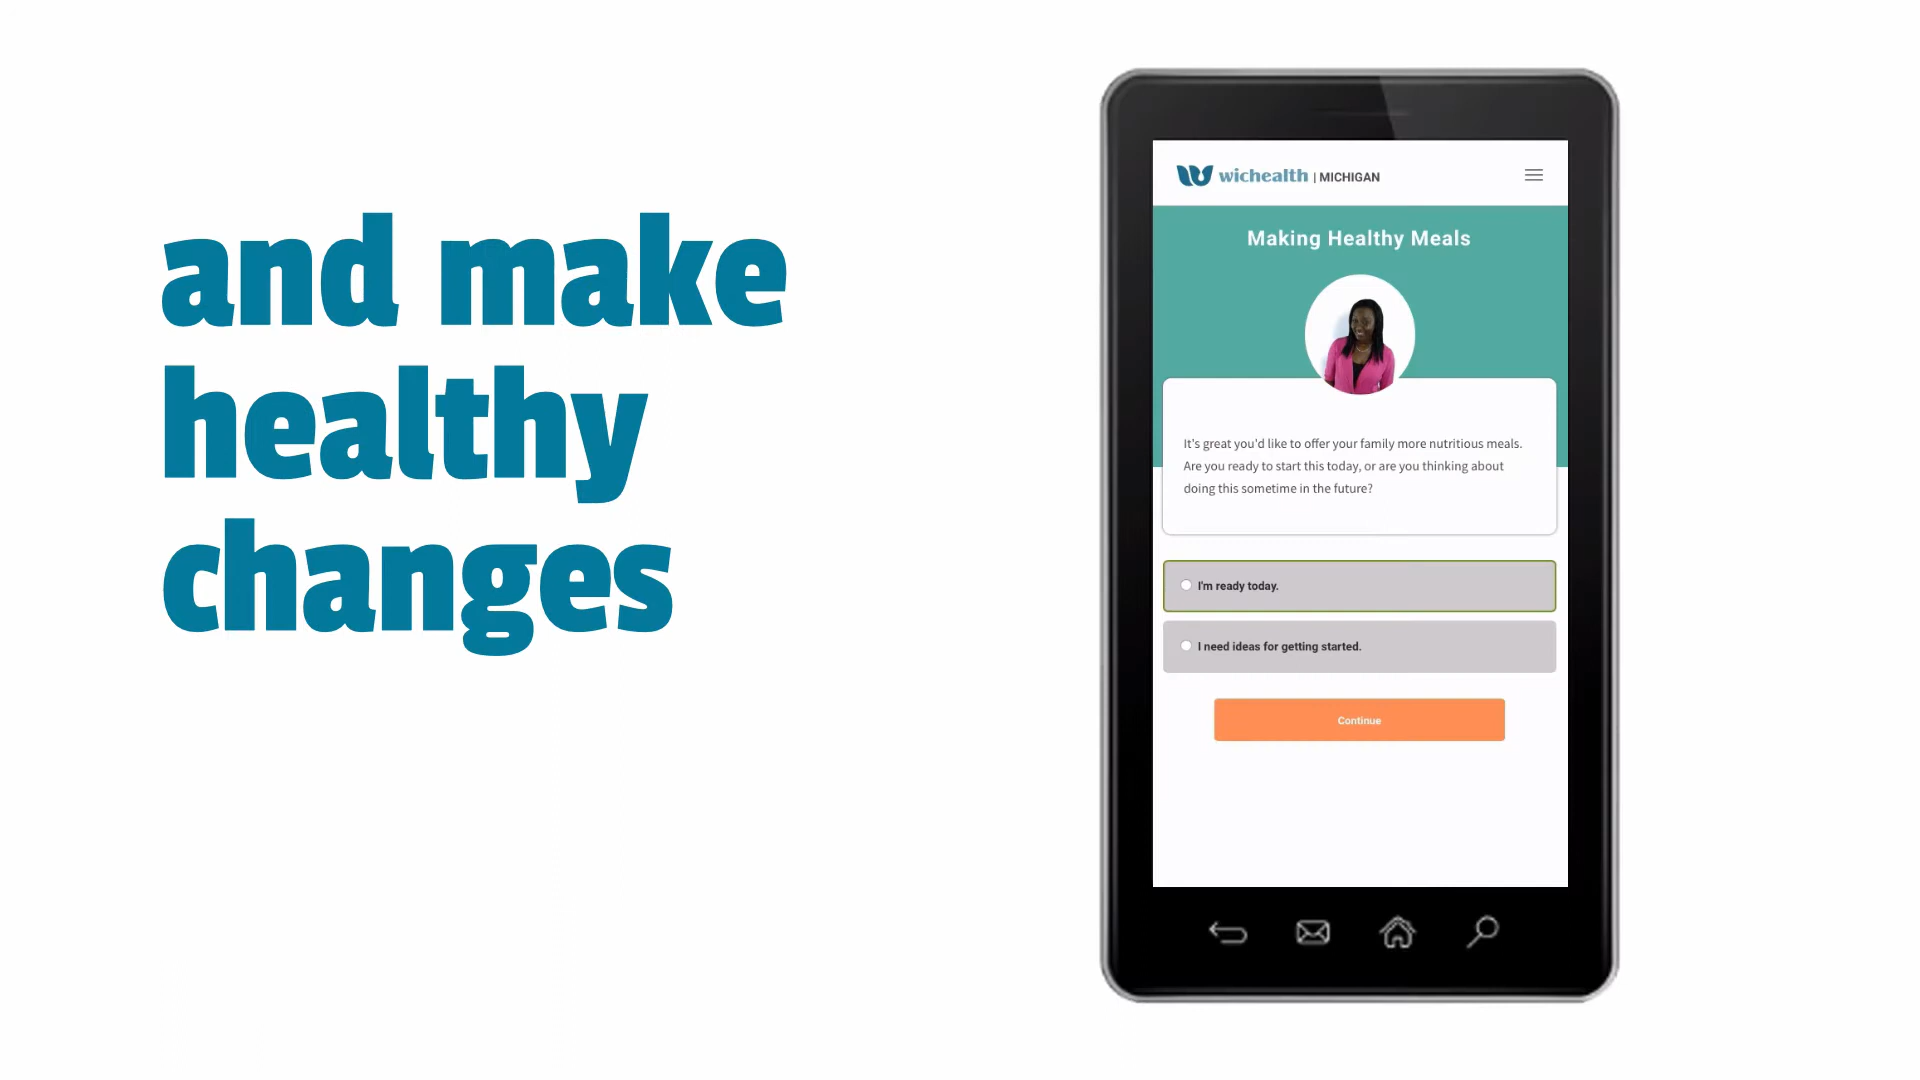 and make
healthy
changes
wichealth | MICHIGAN
Making Healthy Meals
It's great you'd like to offer your family more nutritious meals.
Are you ready to start this today, or are you thinking about
doing this sometime in the future?
I'm ready today.
I need ideas for getting started.
Continue